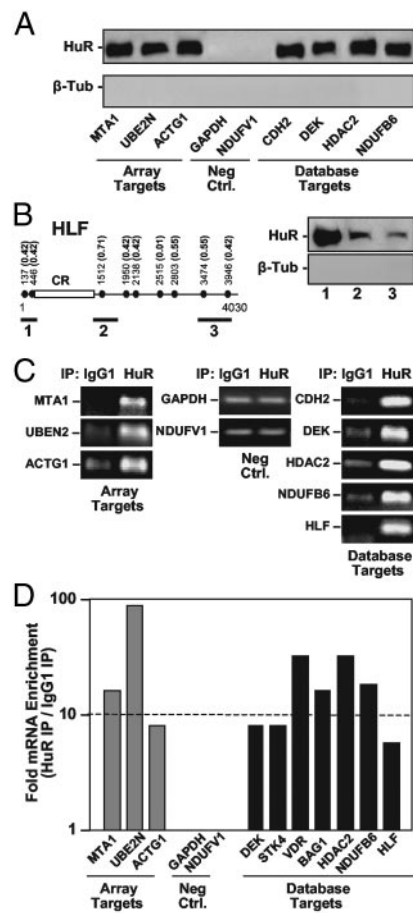 A
HuR
β-Tub
MTA1 UBE2N ACTG1 GAPDH NDUFV1 CDH2 DEK HDAC2 NDUFB6
Array Targets
Neg Ctrl.
Database Targets
B
HLF
137 (0.42)
446 (0.42)
1512 (0.71)
1950 (0.42)
2138 (0.42)
2515 (0.01)
2803 (0.55)
3474 (0.55)
3946 (0.42)
CR
1 4030
1 2 3
HuR
β-Tub
1 2 3
C
IP: IgG1 HuR
MTA1
UBEN2
ACTG1
Array
Targets
IP: IgG1 HuR
GAPDH
NDUFV1
Neg
Ctrl.
IP: IgG1 HuR
CDH2
DEK
HDAC2
NDUFB6
HLF
Database
Targets
D
Fold mRNA Enrichment
(HuR IP / IgG1 IP)
100
10
1
MTA1 UBE2N ACTG1 GAPDH NDUFV1 DEK STK4 VDR BAG1 HDAC2 NDUFB6 HLF
Array Targets
Neg Ctrl.
Database Targets